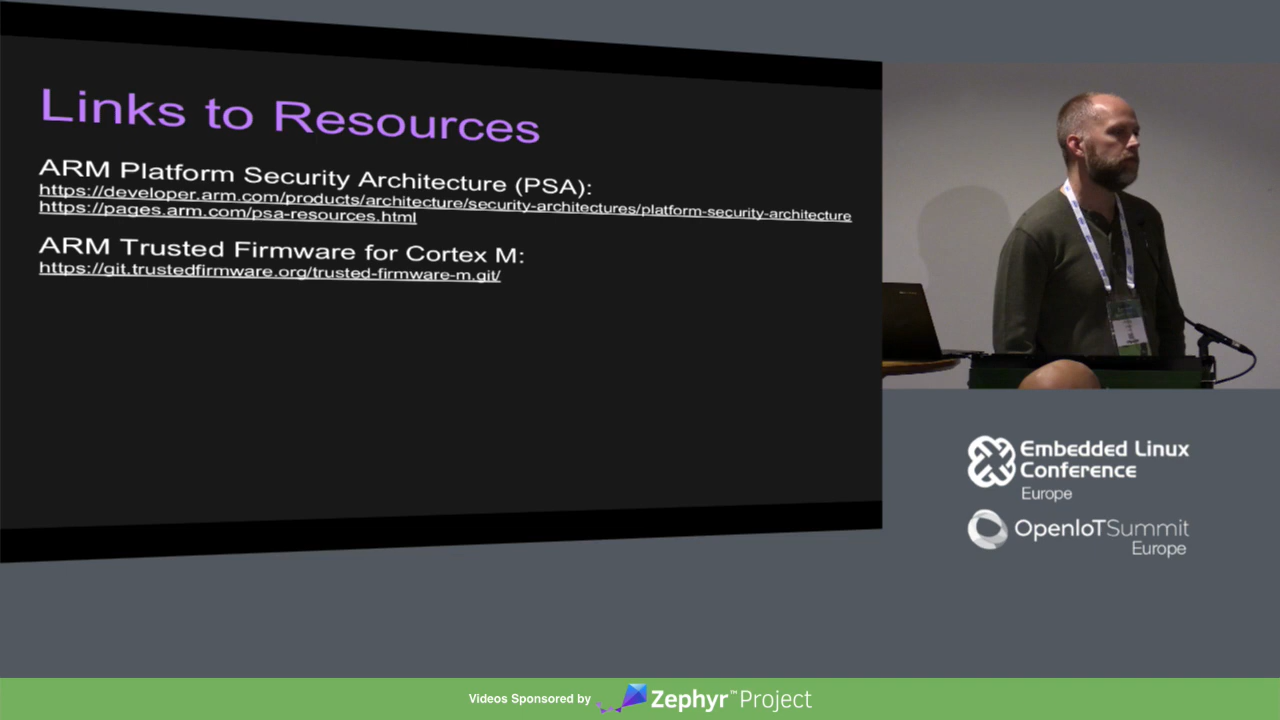 Links to Resources
ARM Platform Security Architecture (PSA):
https://developer.arm.com/products/architecture/security-architectures/platform-security-architecture
https://pages.arm.com/psa-resources.html
ARM Trusted Firmware for Cortex M:
https://git.trustedfirmware.org/trusted-firmware-m.git/
Embedded Linux
Conference
Europe
OpenIoTSummit
Europe
Videos Sponsored by Zephyr™Project